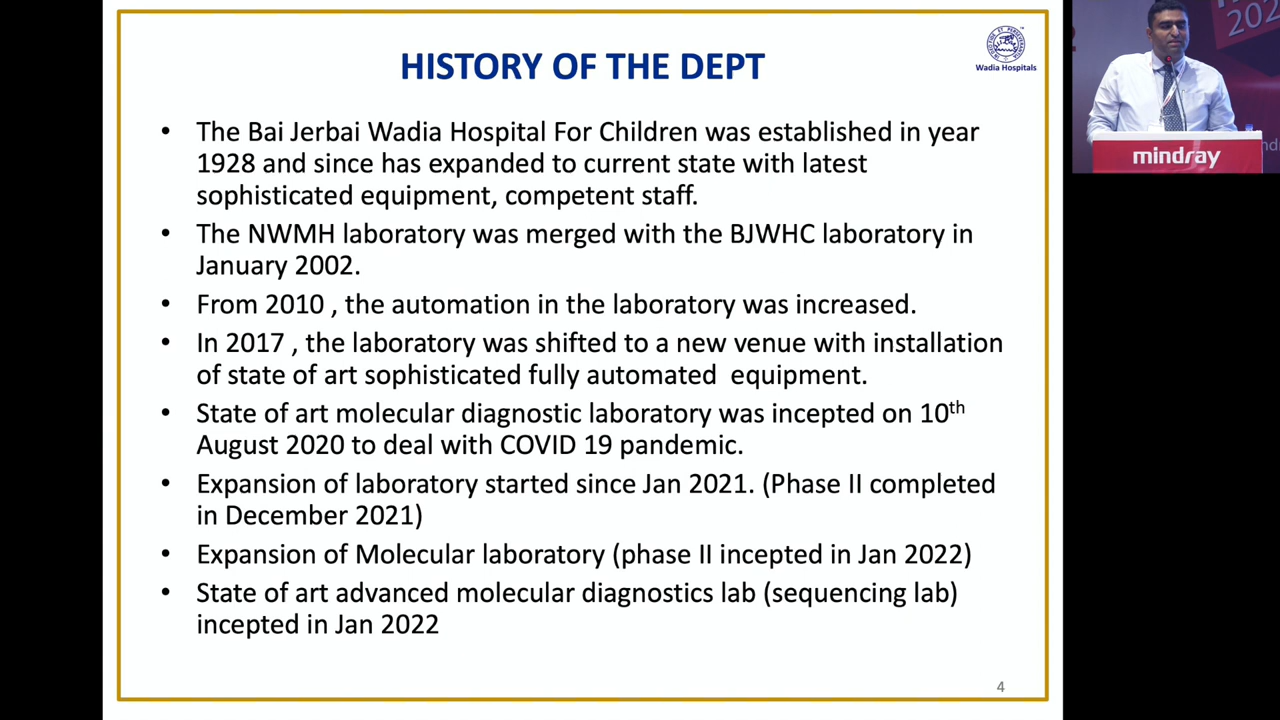 HISTORY OF THE DEPT
Wadia Hospitals
• The Bai Jerbai Wadia Hospital For Children was established in year
1928 and since has expanded to current state with latest
sophisticated equipment, competent staff.
• The NWMH laboratory was merged with the BJWHC laboratory in
January 2002.
• From 2010 , the automation in the laboratory was increased.
• In 2017 , the laboratory was shifted to a new venue with installation
of state of art sophisticated fully automated  equipment.
• State of art molecular diagnostic laboratory was incepted on 10th
August 2020 to deal with COVID 19 pandemic.
• Expansion of laboratory started since Jan 2021. (Phase II completed
in December 2021)
• Expansion of Molecular laboratory (phase II incepted in Jan 2022)
• State of art advanced molecular diagnostics lab (sequencing lab)
incepted in Jan 2022
4
mindray